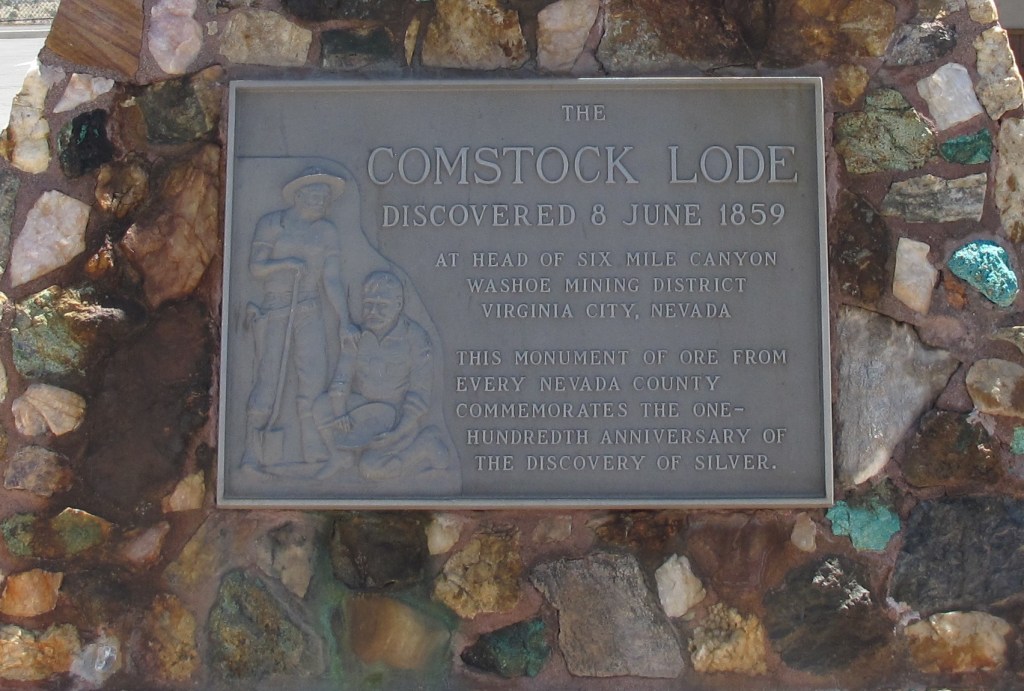 THE
COMSTOCK LODE
DISCOVERED 8 JUNE 1859
AT HEAD OF SIX MILE CANYON
WASHOE MINING DISTRICT
VIRGINIA CITY, NEVADA
THIS MONUMENT OF ORE FROM
EVERY NEVADA COUNTY
COMMEMORATES THE ONE-
HUNDREDTH ANNIVERSARY OF
THE DISCOVERY OF SILVER.